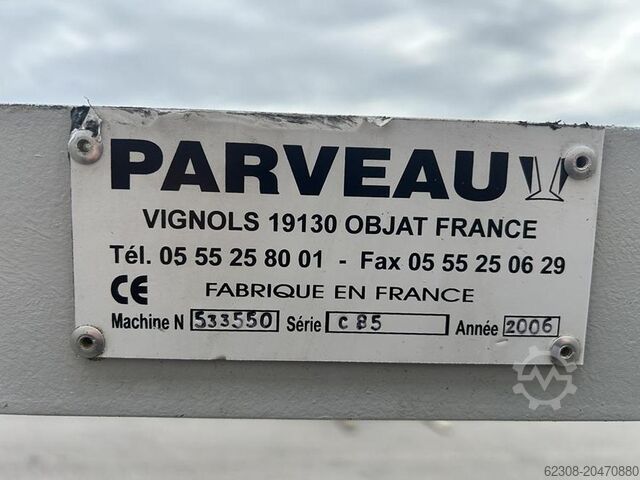 PARVEAU
VIGNOLS 19130 OBJAT FRANCE
Tél. 05 55 25 80 01 - Fax 05 55 25 06 29
CE FABRIQUE EN FRANCE
Machine N 533550 Série C 85 Année 2006
62308-20470880